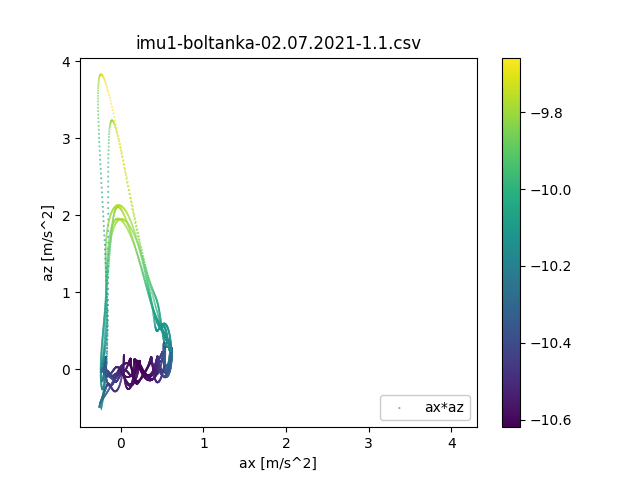 imu1-boltanka-02.07.2021-1.1.csv
4
3
2
1
0
az [m/s^2]
0 1 2 3 4
ax [m/s^2]
ax*az
−9.8
−10.0
−10.2
−10.4
−10.6